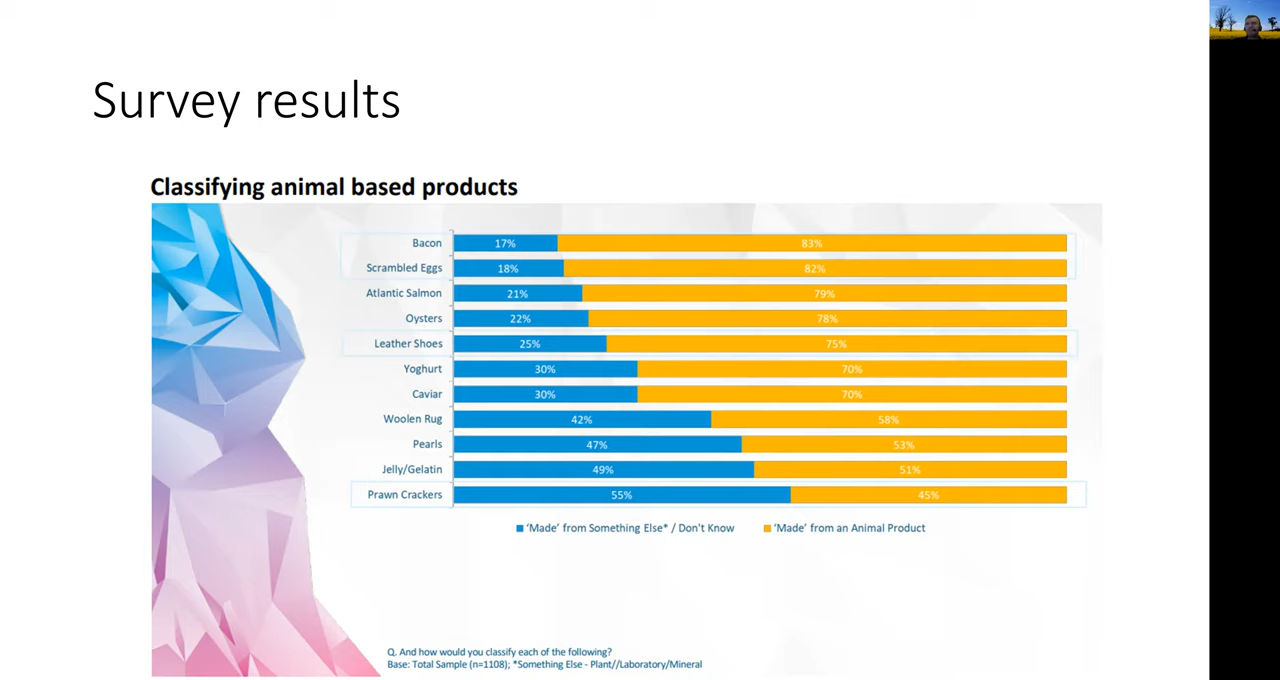 Survey results
Classifying animal based products
Bacon 17% 83%
Scrambled Eggs 18% 82%
Atlantic Salmon 21% 79%
Oysters 22% 78%
Leather Shoes 25% 75%
Yoghurt 30% 70%
Caviar 30% 70%
Woolen Rug 42% 58%
Pearls 47% 53%
Jelly/Gelatin 49% 51%
Prawn Crackers 55% 45%
'Made' from Something Else* / Don't Know 'Made' from an Animal Product
Q. And how would you classify each of the following?
Base: Total Sample (n=1108); *Something Else - Plant//Laboratory/Mineral